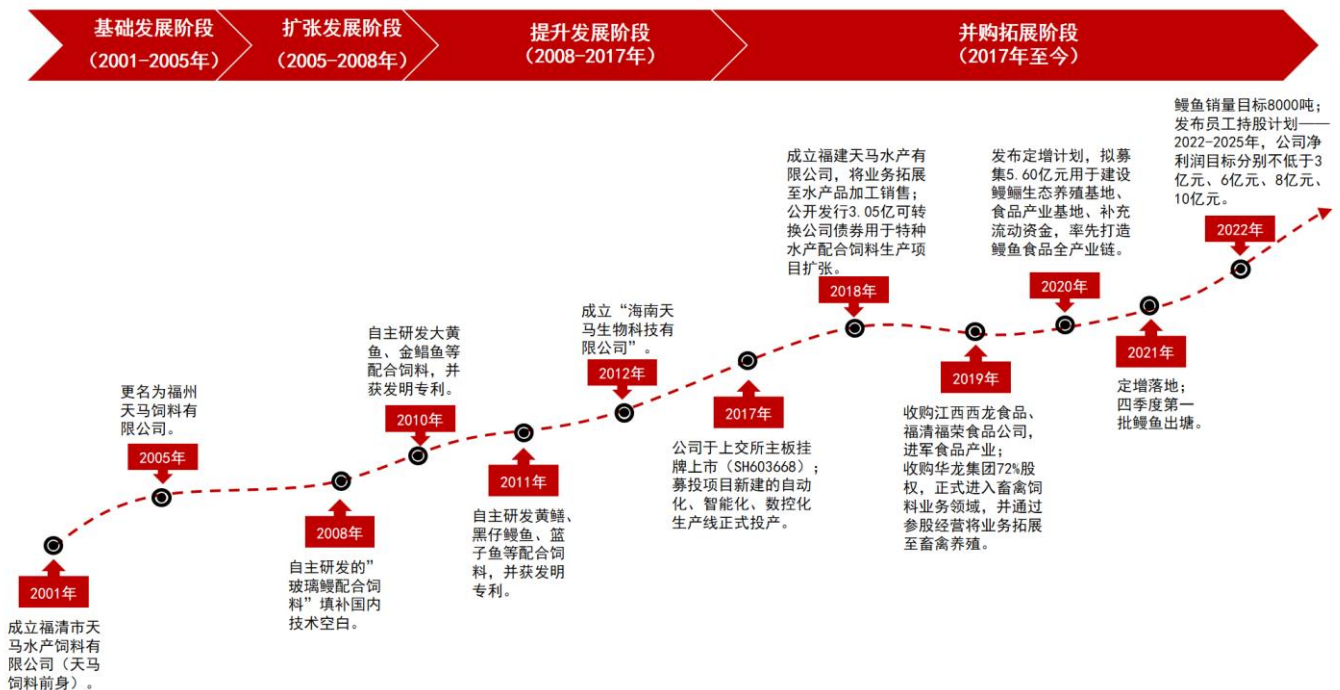 基础发展阶段
（2001-2005年）
扩张发展阶段
（2005-2008年）
提升发展阶段
（2008-2017年）
并购拓展阶段
（2017年至今）
2001年
成立福清市天
马水产饲料有
限公司（天马
饲料前身）。
更名为福州
天马饲料有
限公司。
2005年
2008年
自主研发的”
玻璃鳗配合饲
料”填补国内
技术空白。
自主研发大黄
鱼、金鲳鱼等
配合饲料，并
获发明专利。
2010年
2011年
自主研发黄鳝、
黑仔鳗鱼、篮
子鱼等配合饲
料，并获发明
专利。
成立“海南天
马生物科技有
限公司”。
2012年
2017年
公司于上交所主板挂
牌上市（SH603668）；
募投项目新建的自动
化、智能化、数控化
生产线正式投产。
成立福建天马水产有
限公司，将业务拓展
至水产品加工销售；
公开发行3.05亿可转
换公司债券用于特种
水产配合饲料生产项
目扩张。
2018年
2019年
收购江西西龙食品、
福清福荣食品公司，
进军食品产业；
收购华龙集团72%股
权，正式进入畜禽饲
料业务领域，并通过
参股经营将业务拓展
至畜禽养殖。
发布定增计划，拟募
集5.60亿元用于建设
鳗鲡生态养殖基地、
食品产业基地、补充
流动资金，率先打造
鳗鱼食品全产业链。
2020年
2021年
定增落地；
四季度第一
批鳗鱼出塘。
鳗鱼销量目标8000吨；
发布员工持股计划——
2022-2025年，公司净
利润目标分别不低于3
亿元、6亿元、8亿元、
10亿元。
2022年